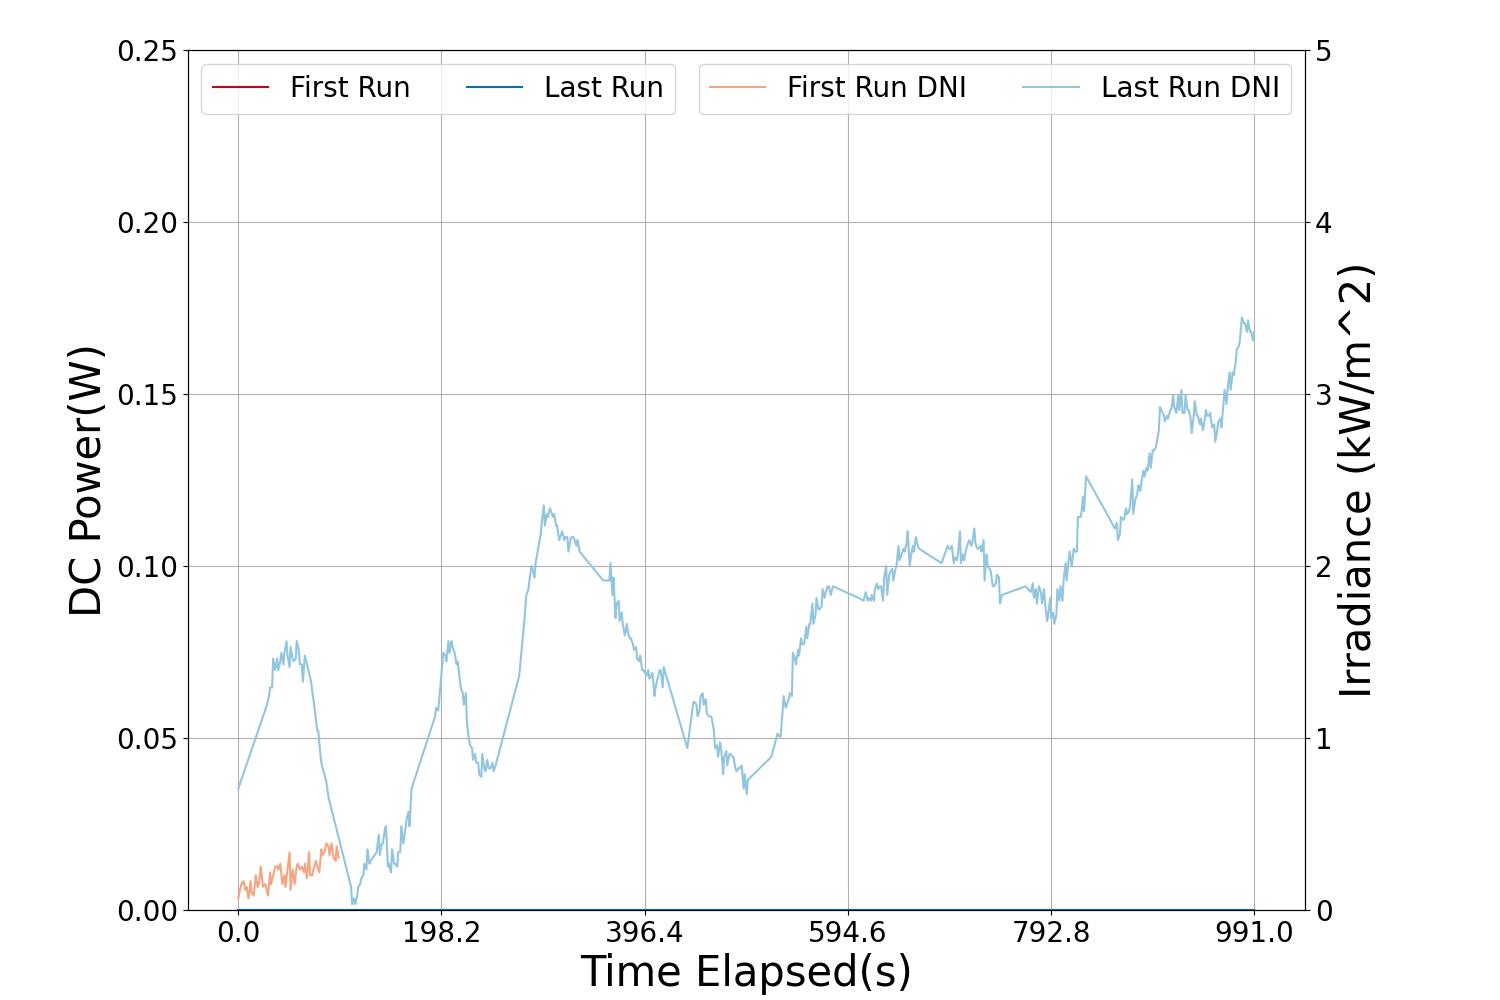 First Run Last Run First Run DNI Last Run DNI
0.25
0.20
0.15
0.10
0.05
0.00
DC Power(W)
5
4
3
2
1
0
Irradiance (kW/m^2)
0.0 198.2 396.4 594.6 792.8 991.0
Time Elapsed(s)